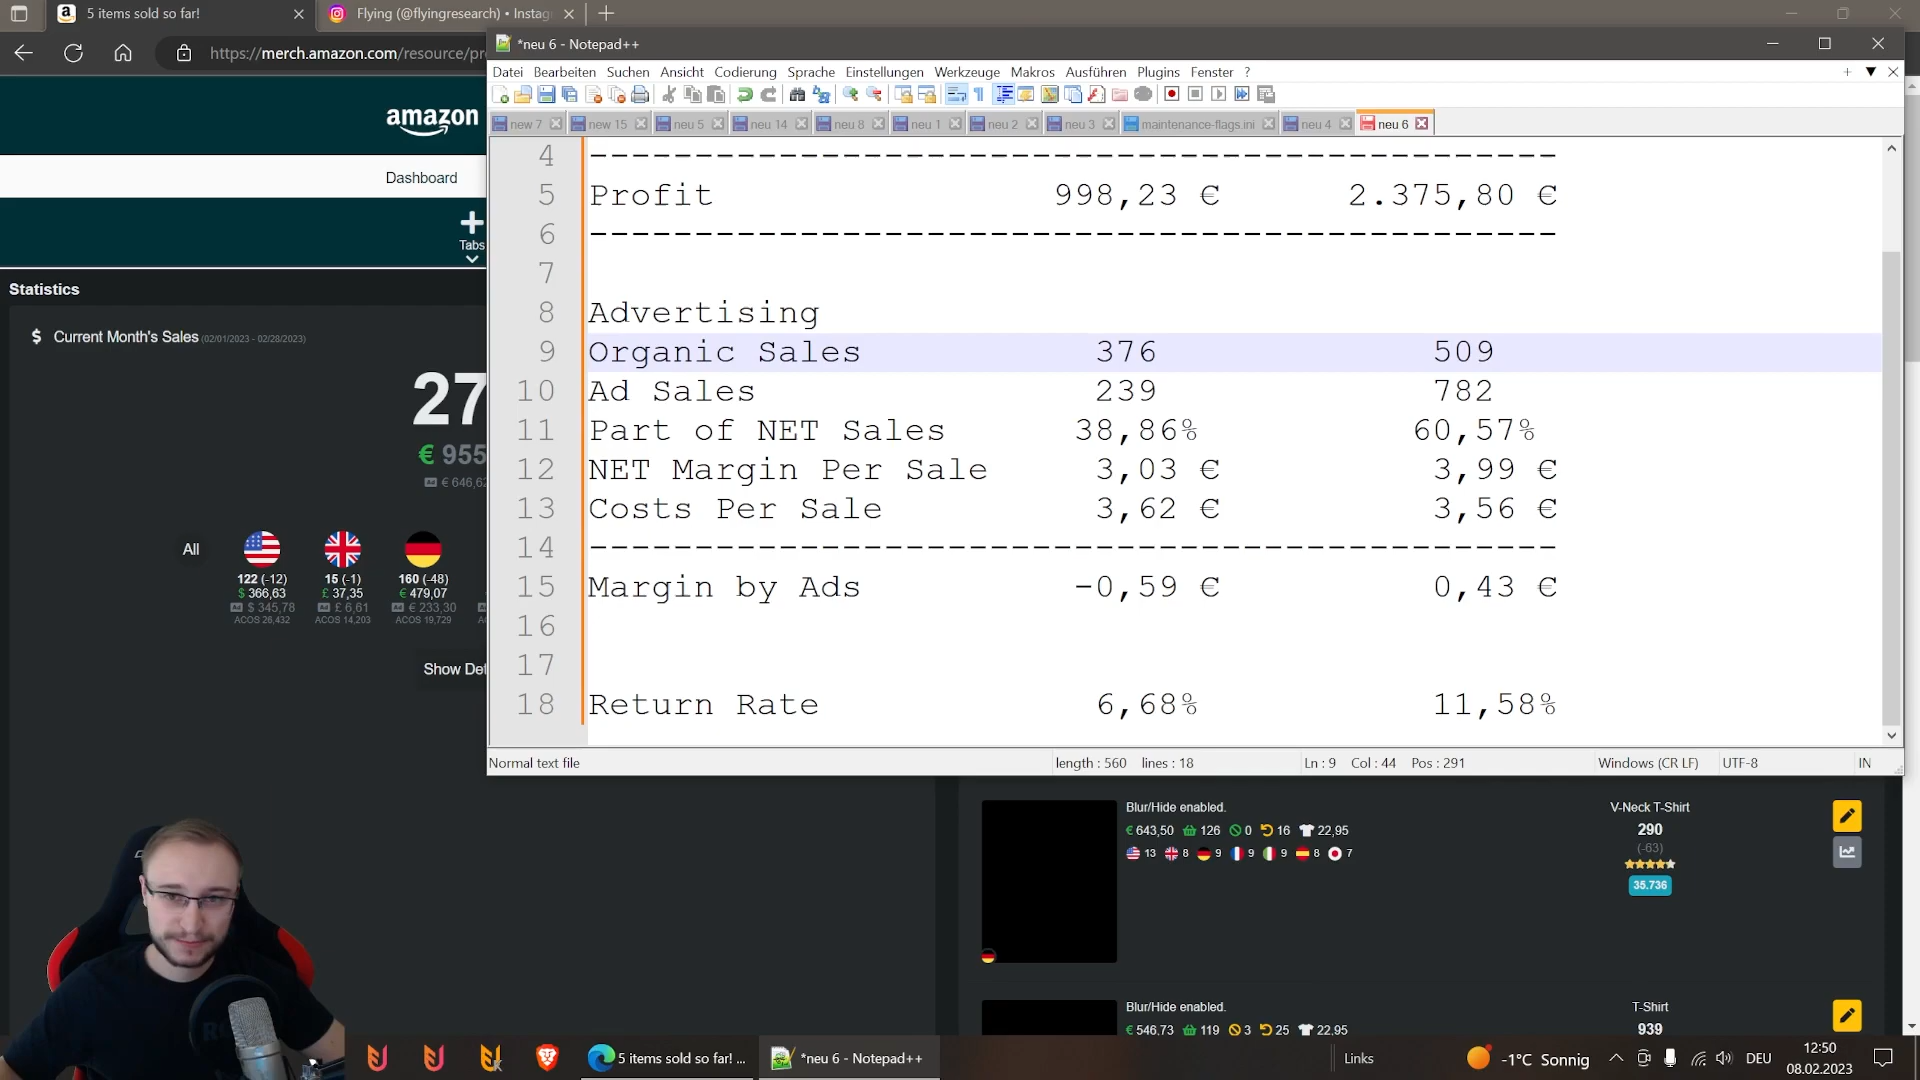 5 items sold so far!
Flying (@flyingresearch) • Instag
https://merch.amazon.com/resource/pr
*neu 6 - Notepad++
Datei Bearbeiten Suchen Ansicht Codierung Sprache Einstellungen Werkzeuge Makros Ausführen Plugins Fenster ?
new 7 new 15 neu 5 neu 14 neu 8 neu 1 neu 2 neu 3 maintenance-flags.ini neu 4 neu 6
amazon
Dashboard
Tabs
Statistics
$ Current Month's Sales (02/01/2023 - 02/28/2023)
27
€ 955
Ad € 646,62
All
122 (-12) 15 (-1) 160 (-48)
$ 366,63 £ 37,35 € 479,07
Ad $ 345,78 Ad £ 6,61 Ad € 233,30
ACOS 26,432 ACOS 14,203 ACOS 19,729
Show Det
4 ----------------------------------------------
5 Profit 998,23 € 2.375,80 €
6 ----------------------------------------------
7
8 Advertising
9 Organic Sales 376 509
10 Ad Sales 239 782
11 Part of NET Sales 38,86% 60,57%
12 NET Margin Per Sale 3,03 € 3,99 €
13 Costs Per Sale 3,62 € 3,56 €
14 ----------------------------------------------
15 Margin by Ads -0,59 € 0,43 €
16
17
18 Return Rate 6,68% 11,58%
Normal text file length : 560 lines : 18 Ln : 9 Col : 44 Pos : 291 Windows (CR LF) UTF-8 IN
Blur/Hide enabled.
€ 643,50 126 0 16 22,95
13 8 9 9 9 8 7
V-Neck T-Shirt
290
(-63)
35.736
Blur/Hide enabled.
€ 546,73 119 3 25 22,95
T-Shirt
939
5 items sold so far! ...
*neu 6 - Notepad++
Links
-1°C Sonnig
DEU
12:50
08.02.2023